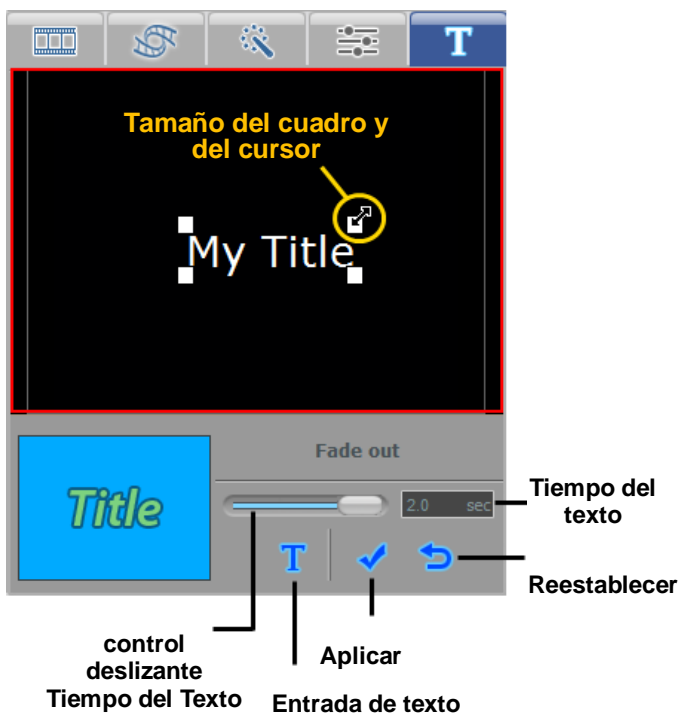 T
Tamaño del cuadro y
del cursor
My Title
Fade out
Title
2.0 sec
Tiempo del
texto
T
Reestablecer
control
deslizante
Tiempo del Texto
Aplicar
Entrada de texto